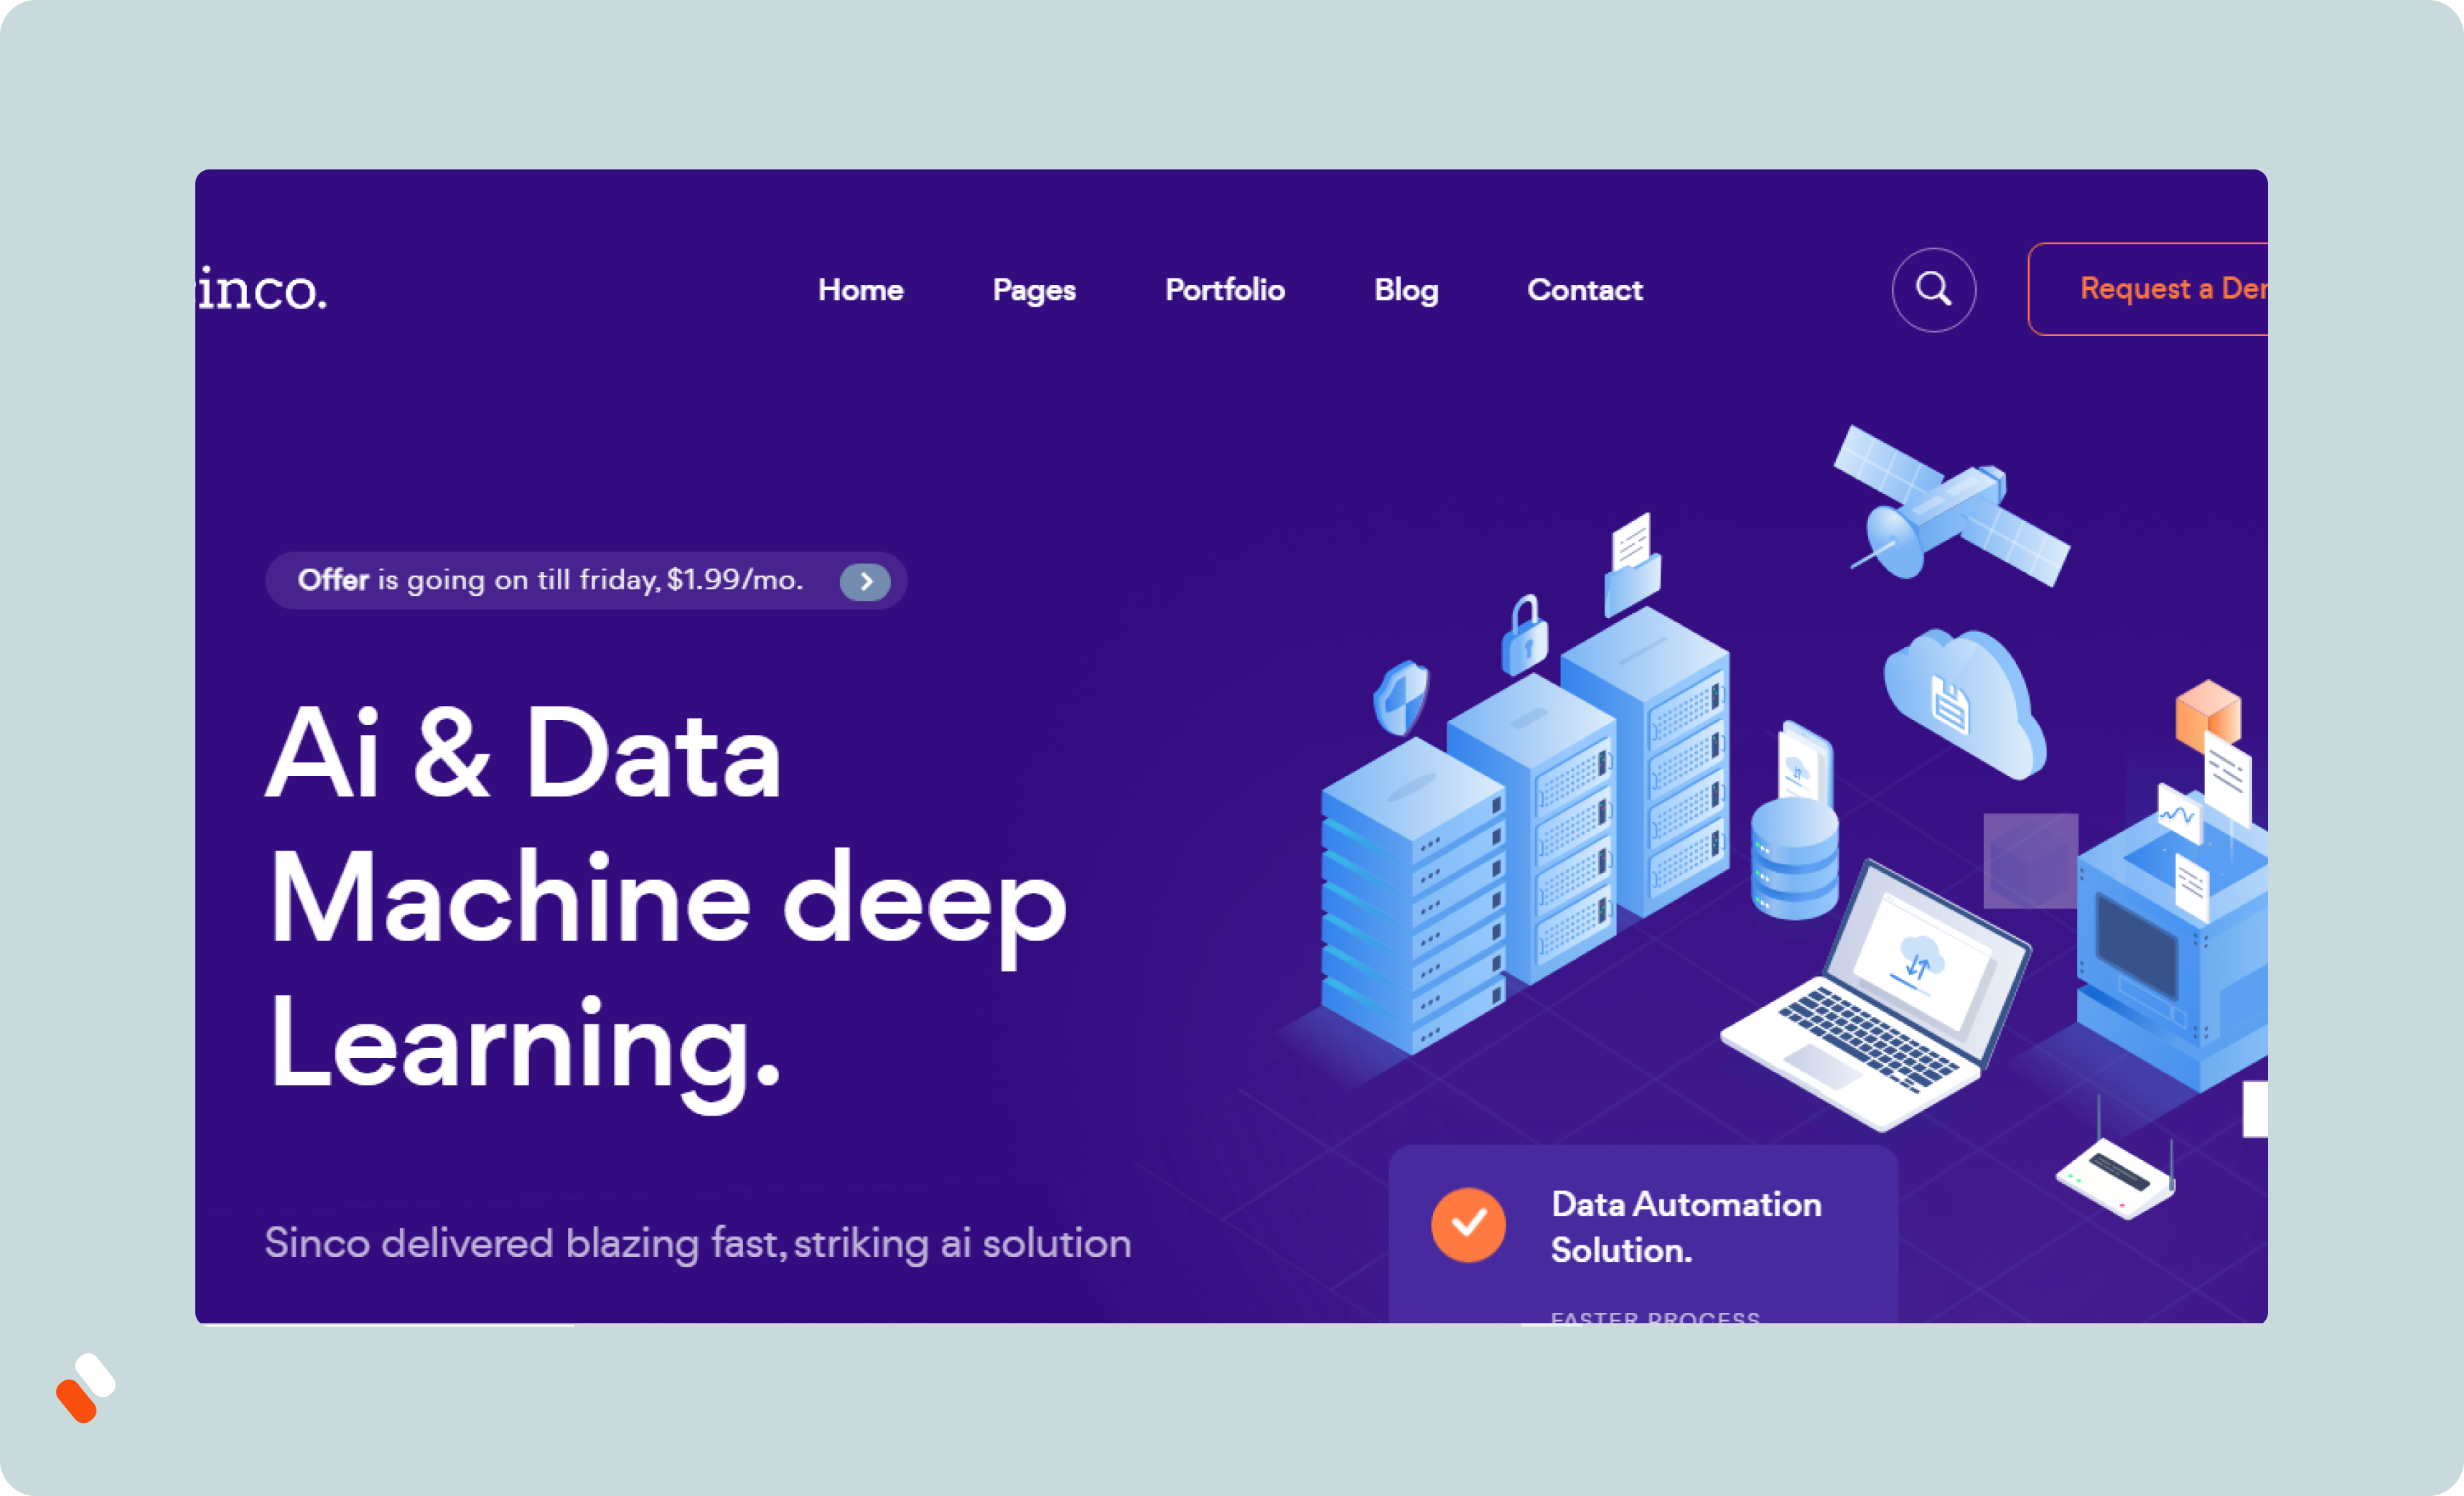 inco.
Home
Pages
Portfolio
Blog
Contact
Request a Der
Offer is going on till friday, $1.99/mo.
Ai & Data
Machine deep
Learning.
Sinco delivered blazing fast, striking ai solution
Data Automation
Solution.
FASTER PROCESS